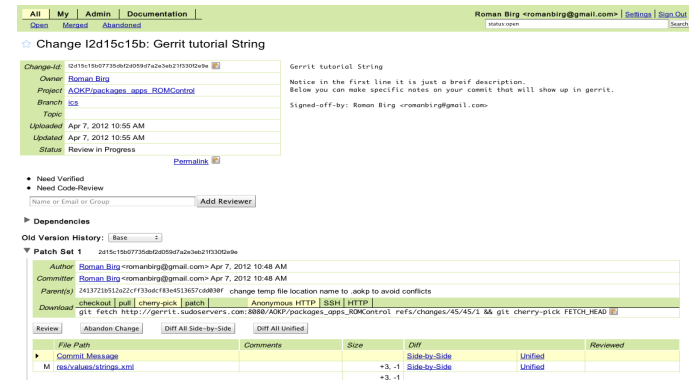 All My Admin Documentation Roman Birg <romanbirg@gmail.com> Settings Sign Out
Open Merged Abandoned status:open Search
Change I2d15c15b: Gerrit tutorial String
Change-Id: I2d15c15b07735dbf2d059d7a2e3eb21f330f2e9e
Owner Roman Birg
Project AOKP/packages_apps_ROMControl
Branch ics
Topic
Uploaded Apr 7, 2012 10:55 AM
Updated Apr 7, 2012 10:55 AM
Status Review in Progress
Permalink
Gerrit tutorial String
Notice in the first line it is just a breif description.
Below you can make specific notes on your commit that will show up in gerrit.
Signed-off-by: Roman Birg <romanbirg@gmail.com>
Need Verified
Need Code-Review
Name or Email or Group Add Reviewer
Dependencies
Old Version History: Base
Patch Set 1 2d15c15b07735dbf2d059d7a2e3eb21f330f2e9e
Author Roman Birg <romanbirg@gmail.com> Apr 7, 2012 10:48 AM
Committer Roman Birg <romanbirg@gmail.com> Apr 7, 2012 10:48 AM
Parent(s) 2413721b512a22cff33adcf83e4513657cdd030f change temp file location name to .aokp to avoid conflicts
Download checkout pull cherry-pick patch Anonymous HTTP SSH HTTP
git fetch http://gerrit.sudoservers.com:8080/AOKP/packages_apps_ROMControl refs/changes/45/45/1 && git cherry-pick FETCH_HEAD
Review Abandon Change Diff All Side-by-Side Diff All Unified
File Path Comments Size Diff Reviewed
Commit Message Side-by-Side Unified
M res/values/strings.xml +3, -1 Side-by-Side Unified
+3, -1